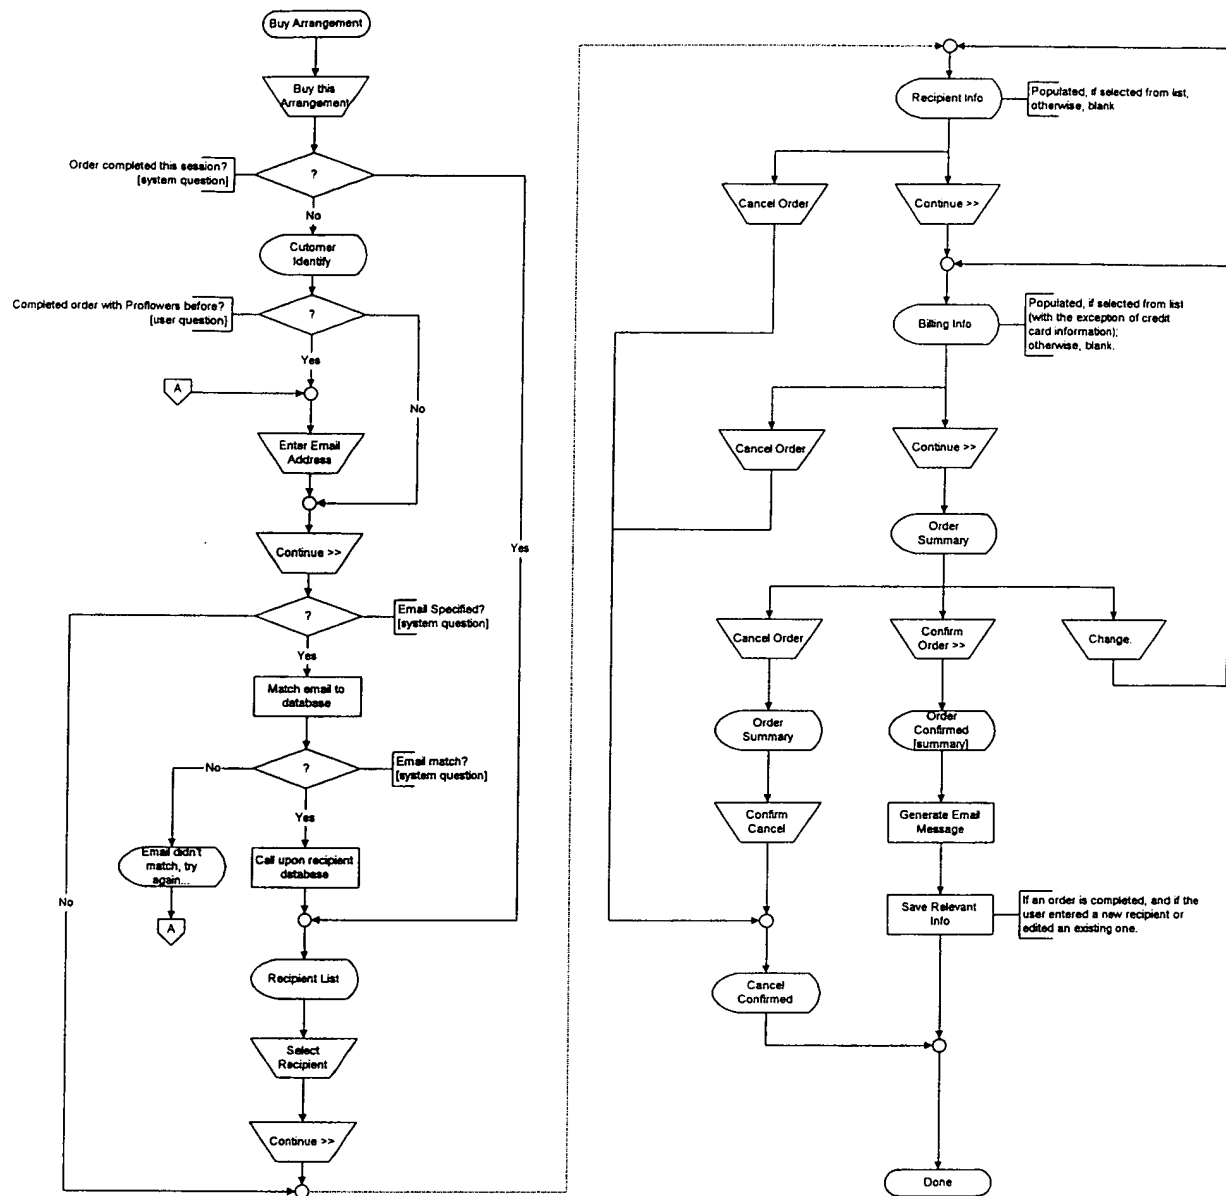 Buy Arrangement
Buy this
Arrangement
Order completed this session?
[system question]
?
No
Cutomer
Identify
Completed order with Proflowers before?
[user question]
?
Yes
A
No
Enter Email
Address
Continue >>
Yes
?
Email Specified?
[system question]
Yes
Match email to
database
No
?
Email match?
[system question]
Yes
Email didn't
match, try
again...
Call upon recipient
database
No
A
Recipient List
Select
Recipient
Continue >>
Recipient Info
Populated, if selected from list,
otherwise, blank
Cancel Order
Continue >>
Billing Info
Populated, if selected from list
(with the exception of credit
card information);
otherwise, blank.
Cancel Order
Continue >>
Order
Summary
Cancel Order
Confirm
Order >>
Change.
Order
Summary
Order
Confirmed
[summary]
Confirm
Cancel
Generate Email
Message
Save Relevant
Info
If an order is completed, and if the
user entered a new recipient or
edited an existing one.
Cancel
Confirmed
Done